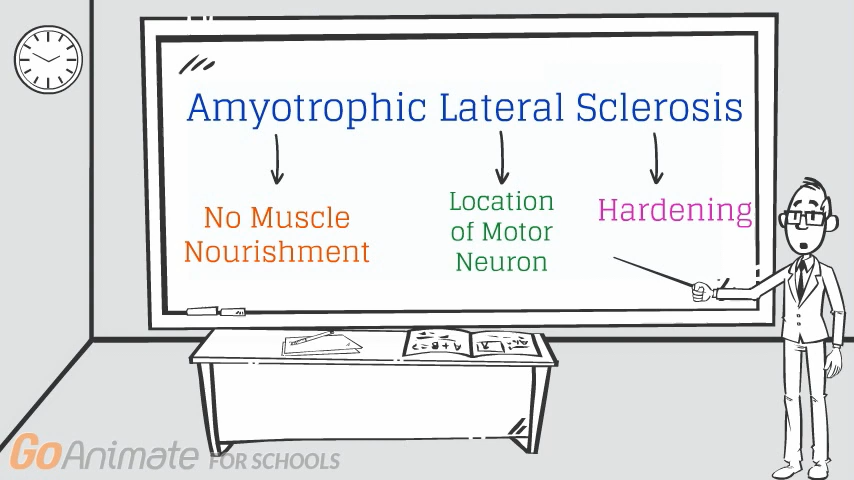 Amyotrophic Lateral Sclerosis
No Muscle
Nourishment
Location
of Motor
Neuron
Hardening
GoAnimate FOR SCHOOLS